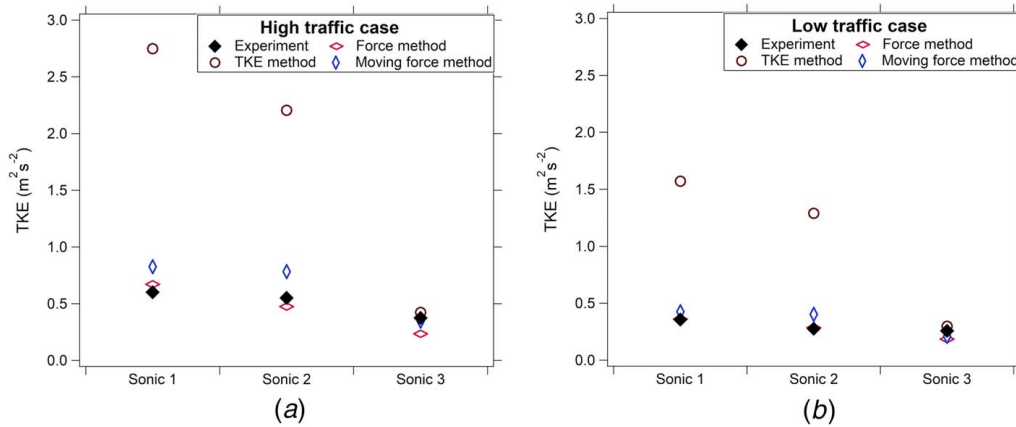 High traffic case
Experiment Force method
TKE method Moving force method
3.0
2.5
2.0
1.5
1.0
0.5
0.0
TKE (m² s⁻²)
Sonic 1 Sonic 2 Sonic 3
(a)
Low traffic case
Experiment Force method
TKE method Moving force method
3.0
2.5
2.0
1.5
1.0
0.5
0.0
TKE (m² s⁻²)
Sonic 1 Sonic 2 Sonic 3
(b)